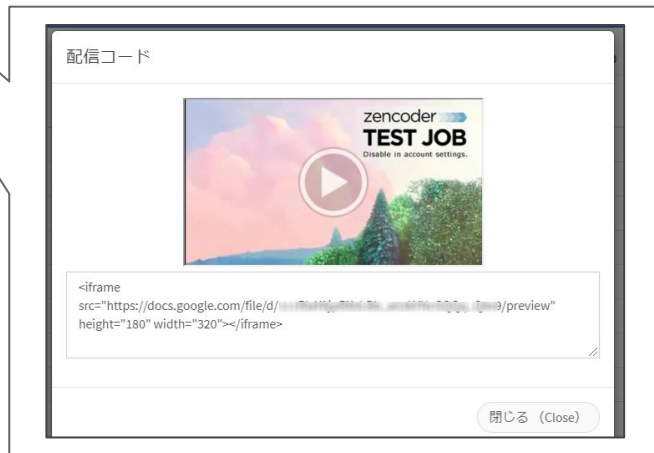 配信コード
zencoder
TEST JOB
Disable in account settings.
<iframe
src="https://docs.google.com/file/d/ 9/preview"
height="180" width="320"></iframe>
閉じる (Close)